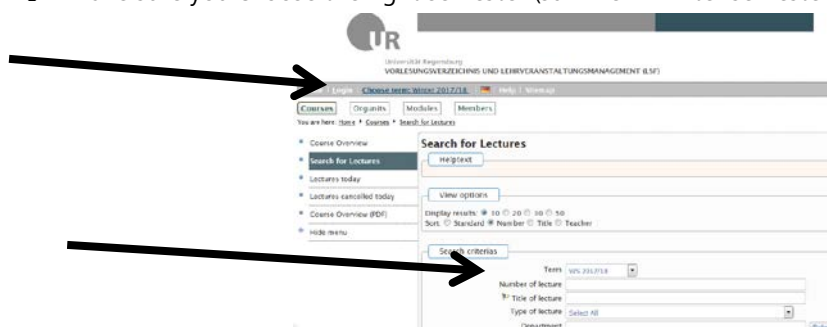 UR
Universität Regensburg
VORLESUNGSVERZEICHNIS UND LEHRVERANSTALTUNGSMANAGEMENT (LSF)
Login Choose term: Winter 2017/18 Help Sitemap
Courses Orgunits Modules Members
You are here: Home Courses Search for Lectures
Course Overview
Search for Lectures
Lectures today
Lectures cancelled today
Course Overview (PDF)
Hide menu
Search for Lectures
Helptext
View options
Display results: 10 20 30 50
Sort: Standard Number Title Teacher
Search criterias
Term WS 2017/18
Number of lecture
Title of lecture
Type of lecture Select All
Department